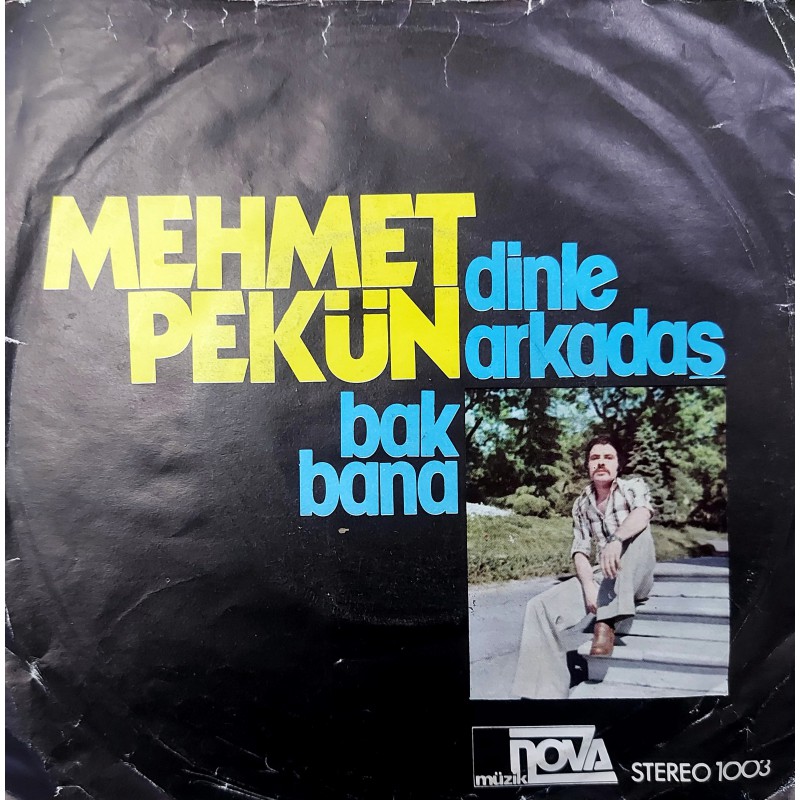 MEHMET
PEKÜN
dinle
arkadaş
bak
bana
müzik NOVA
STEREO 1003